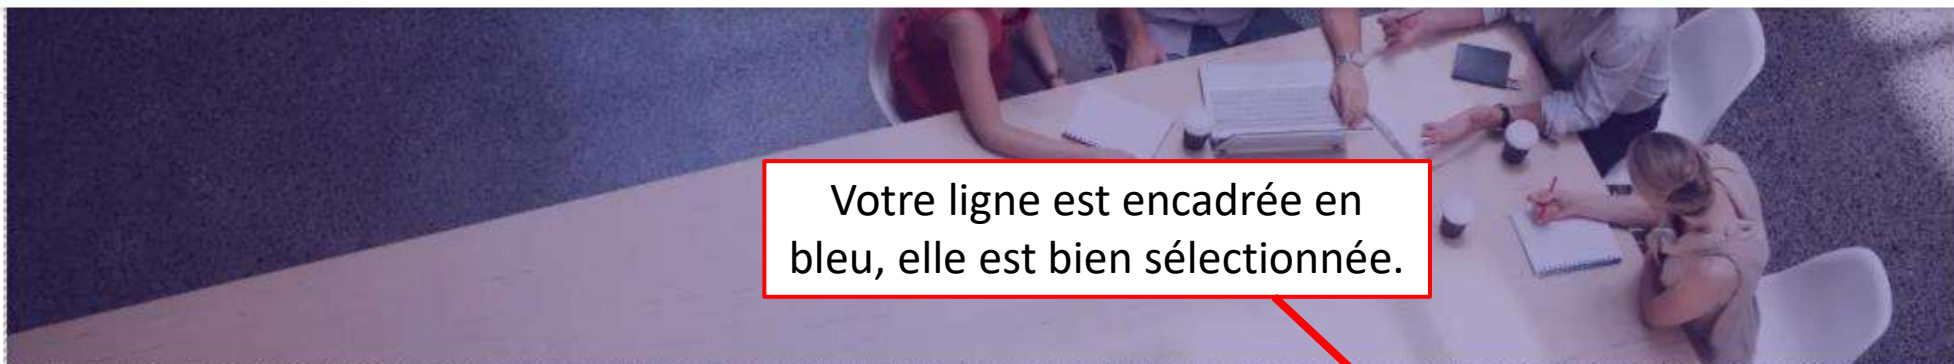 Votre ligne est encadrée en
bleu, elle est bien sélectionnée.